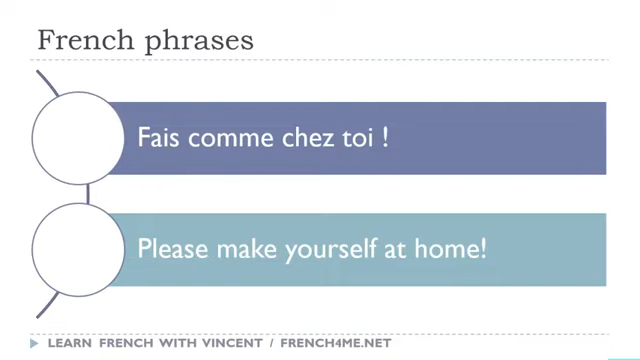 French phrases
Fais comme chez toi !
Please make yourself at home!
LEARN FRENCH WITH VINCENT / FRENCH4ME.NET